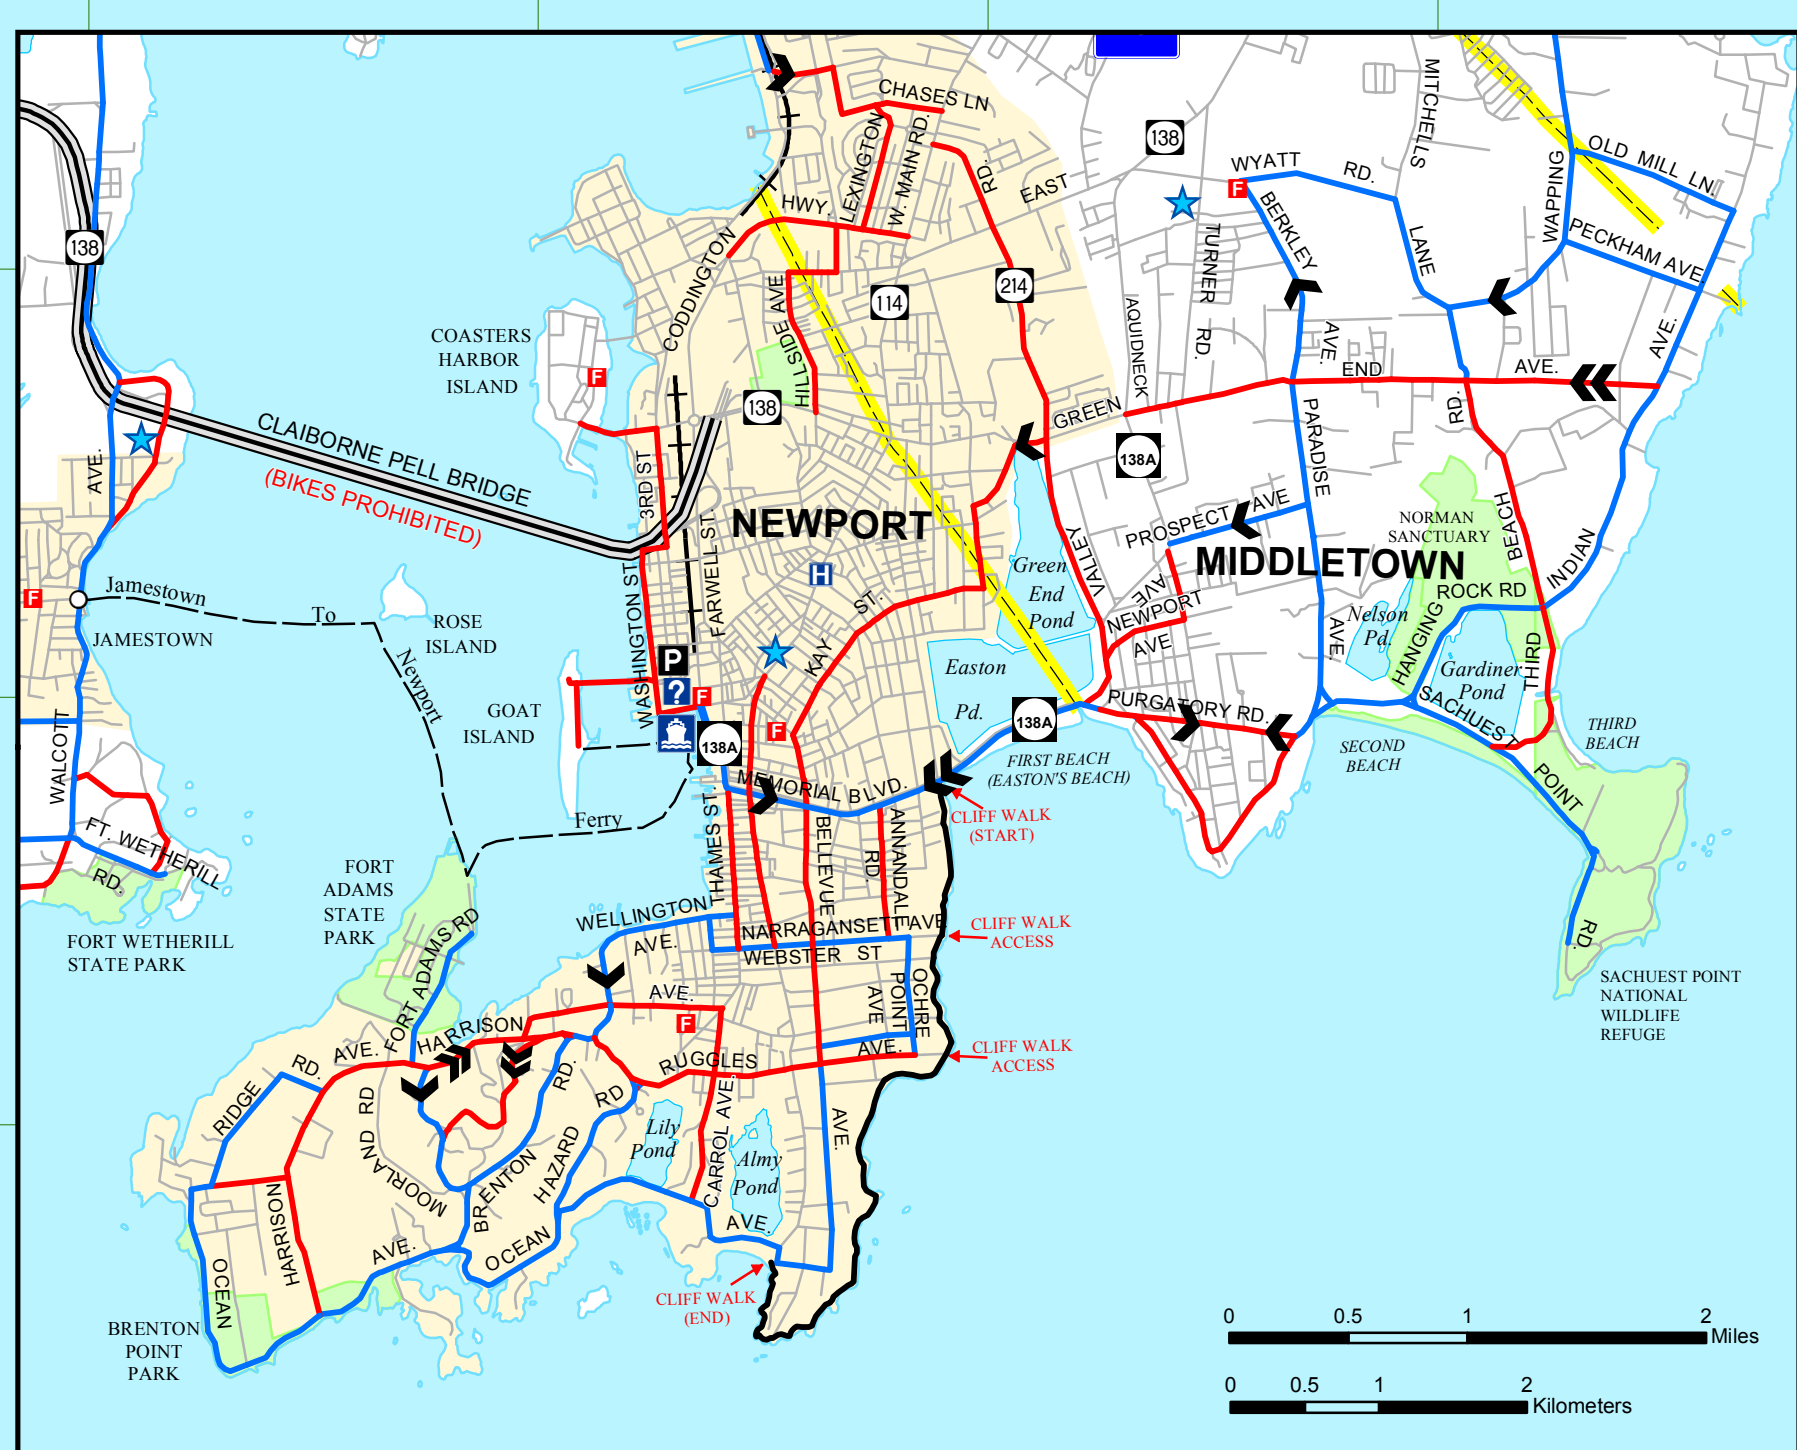 CHASES LN
LEXINGTON
W. MAIN RD.
RD.
EAST
138
WYATT
RD.
MITCHELLS
LANE
WAPPING
OLD MILL LN.
PECKHAM AVE.
F
BERKLEY
AVE.
TURNER
RD.
AQUIDNECK
HWY.
CODDINGTON
HILLSIDE AVE
114
214
138
138
COASTERS
HARBOR
ISLAND
F
END
AVE.
AVE.
GREEN
138A
RD.
PARADISE
AVE.
CLAIBORNE PELL BRIDGE
(BIKES PROHIBITED)
AVE.
3RD ST
FARWELL ST.
NEWPORT
H
PROSPECT AVE
MIDDLETOWN
NORMAN
SANCTUARY
BEACH
INDIAN
VALLEY
Green
End
Pond
AVE
NEWPORT
AVE
ROCK RD
HANGING
Nelson
Pd.
Gardiner
Pond
THIRD
SACHUEST
POINT
RD.
F
Jamestown
To
Newport
Ferry
JAMESTOWN
ROSE
ISLAND
WASHINGTON ST
P
?
F
138A
F
KAY
ST.
Easton
Pd.
138A
PURGATORY RD.
FIRST BEACH
(EASTON'S BEACH)
SECOND
BEACH
THIRD
BEACH
GOAT
ISLAND
WALCOTT
FT. WETHERILL
RD.
FORT WETHERILL
STATE PARK
FORT
ADAMS
STATE
PARK
MEMORIAL BLVD.
THAMES ST.
BELLEVUE
AVE.
ANNANDALE
RD.
CLIFF WALK
(START)
WELLINGTON
AVE.
NARRAGANSETT AVE
WEBSTER ST
CLIFF WALK
ACCESS
OCHRE
POINT
AVE
SACHUEST POINT
NATIONAL
WILDLIFE
REFUGE
FORT ADAMS RD
HARRISON
AVE.
F
AVE.
RUGGLES
AVE.
CLIFF WALK
ACCESS
RIDGE
RD.
MOORLAND RD
BRENTON
RD.
HAZARD
RD
CARROL AVE.
Lily
Pond
Almy
Pond
HARRISON
OCEAN
AVE.
OCEAN
AVE.
CLIFF WALK
(END)
BRENTON
POINT
PARK
0 0.5 1 2
Miles
0 0.5 1 2
Kilometers